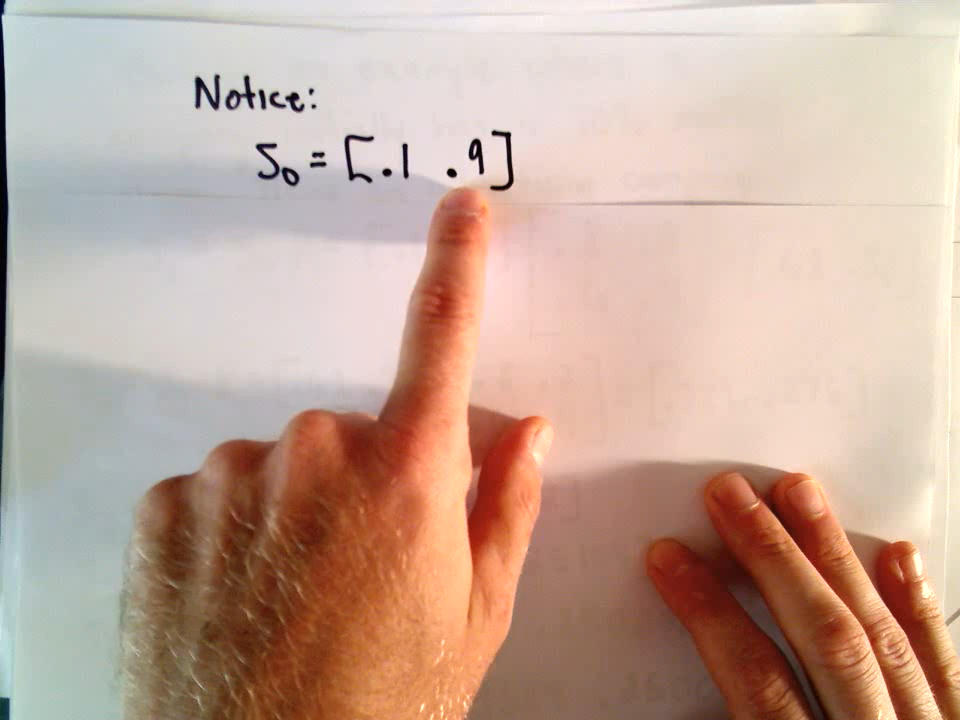 Notice:
S0 = [.1 .9]